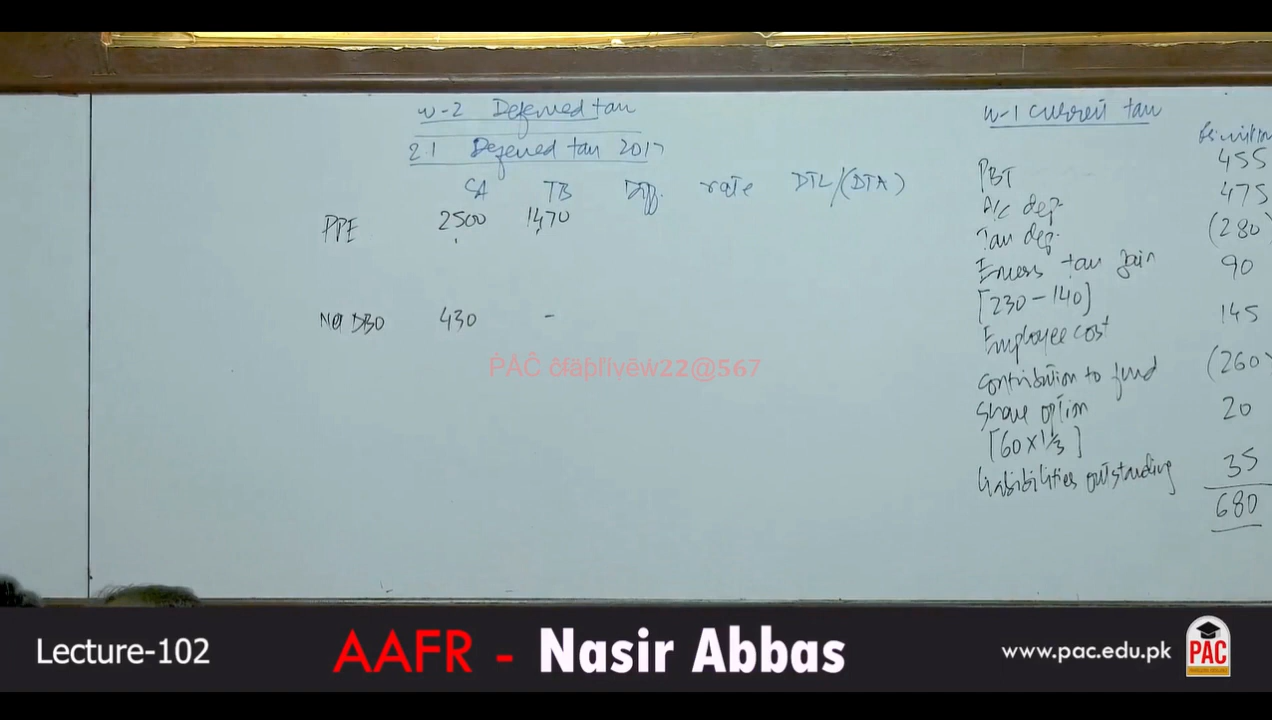 W-2 Deferred tax
2.1 Deferred tax 2017
CA TB Diff. rate DTL/(DTA)
PPE 2500 1470
Net DBO 430 -
W-1 current tax
Rs.million
PBT 455
A/c dep. 475
Tax dep. (280)
Excess tax gain 90
[230 - 140]
Employee cost 145
Contribution to fund (260)
Share option 20
[60 x 1/3]
Liabilities outstanding 35
680
Lecture-102
AAFR - Nasir Abbas
www.pac.edu.pk
PAC